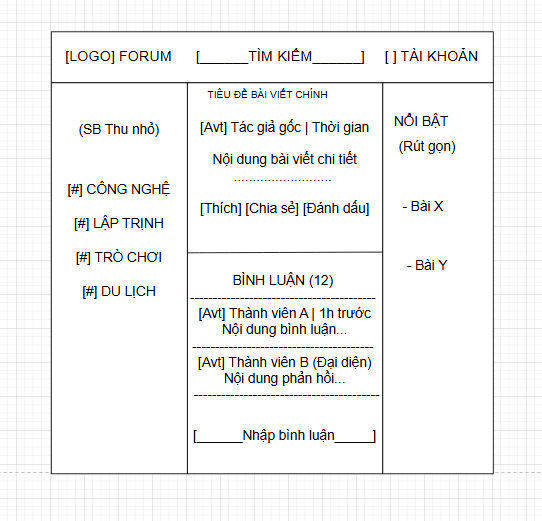 [LOGO] FORUM [______TÌM KIẾM______] [ ] TÀI KHOẢN
(SB Thu nhỏ)
[#] CÔNG NGHỆ
[#] LẬP TRỊNH
[#] TRÒ CHƠI
[#] DU LỊCH
TIÊU ĐỀ BÀI VIẾT CHÍNH
[Avt] Tác giả gốc | Thời gian
Nội dung bài viết chi tiết
..........................
[Thích] [Chia sẻ] [Đánh dấu]
BÌNH LUẬN (12)
-----------------------------------------
[Avt] Thành viên A | 1h trước
Nội dung bình luận...
-----------------------------------------
[Avt] Thành viên B (Đại diện)
Nội dung phản hồi...
-----------------------------------------
[______Nhập bình luận_____]
NỔI BẬT
(Rút gọn)
- Bài X
- Bài Y